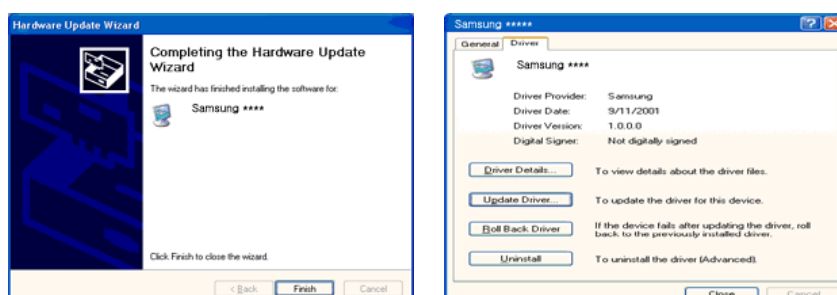 Hardware Update Wizard
Completing the Hardware Update
Wizard
The wizard has finished installing the software for:
Samsung ****
Click Finish to close the wizard.
< Back
Finish
Cancel
Samsung *****
General
Driver
Samsung ****
Driver Provider: Samsung
Driver Date: 9/11/2001
Driver Version: 1.0.0.0
Digital Signer: Not digitally signed
Driver Details...
To view details about the driver files.
Update Driver...
To update the driver for this device.
Roll Back Driver
If the device fails after updating the driver, roll
back to the previously installed driver.
Uninstall
To uninstall the driver (Advanced).
Close
Cancel